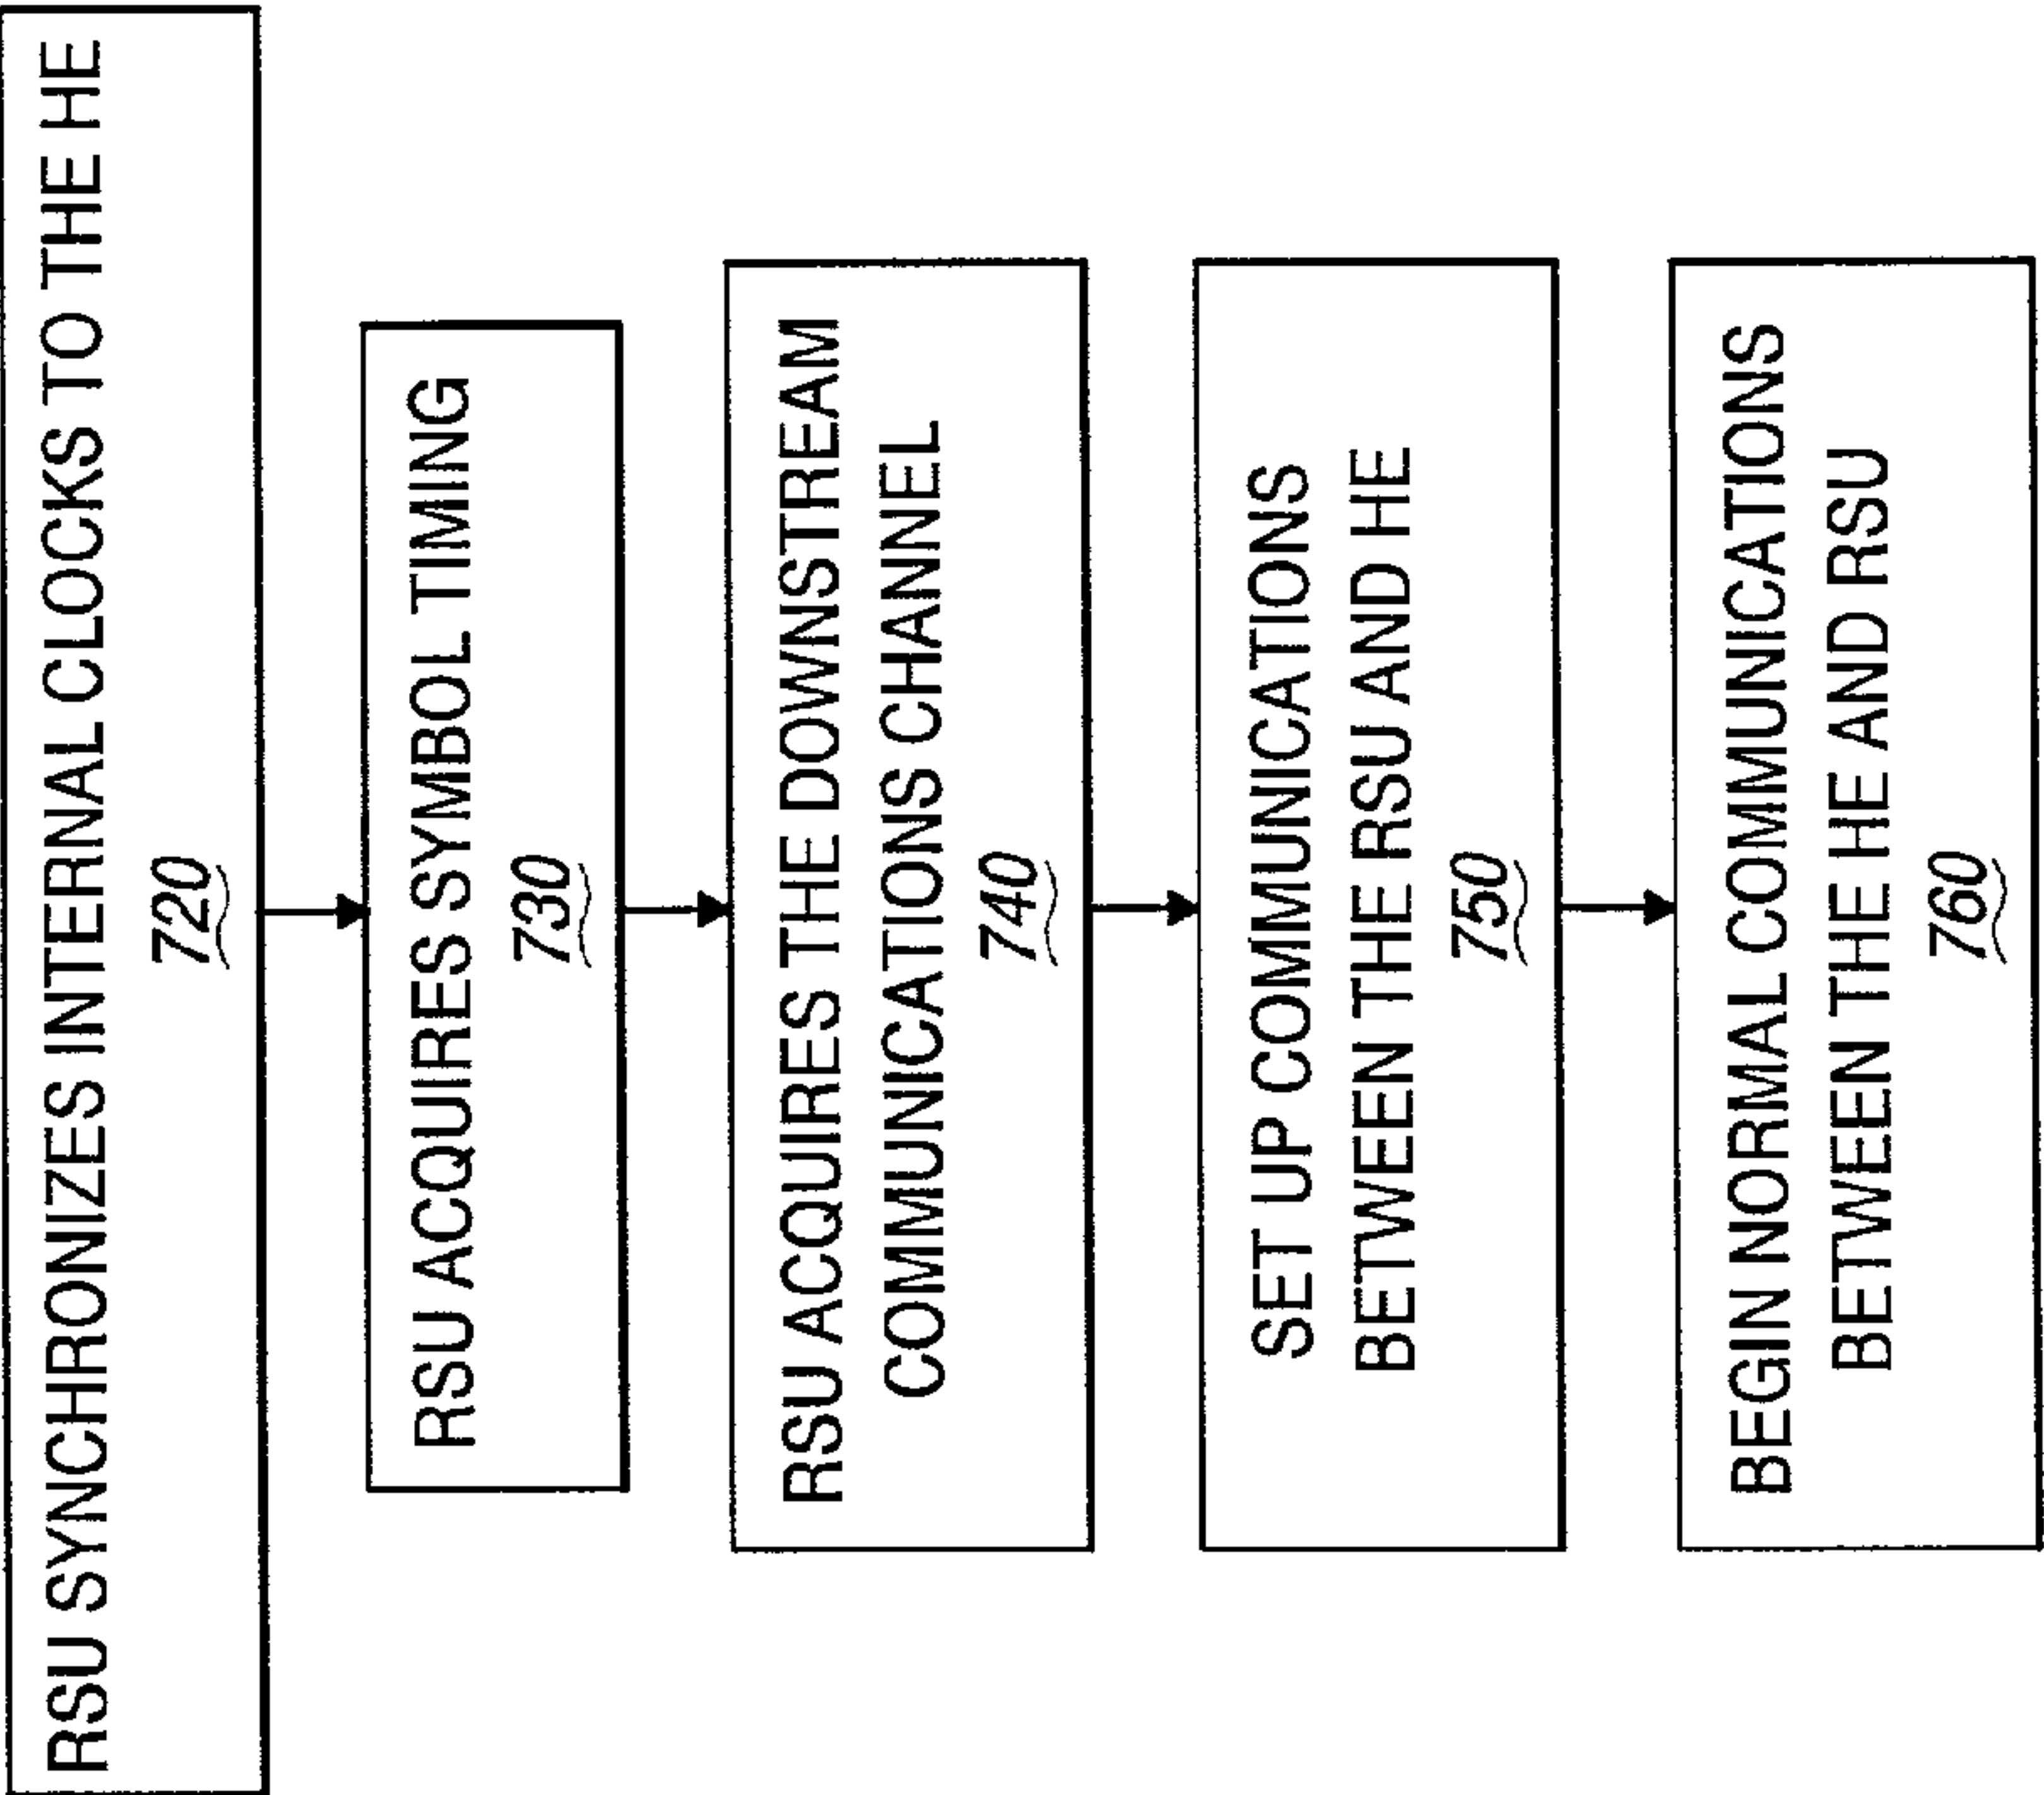 RSU SYNCHRONIZES INTERNAL CLOCKS TO THE HE
720
RSU ACQUIRES SYMBOL TIMING
730
RSU ACQUIRES THE DOWNSTREAM
COMMUNICATIONS CHANNEL
740
SET UP COMMUNICATIONS
BETWEEN THE RSU AND HE
750
BEGIN NORMAL COMMUNICATIONS
BETWEEN THE HE AND RSU
760